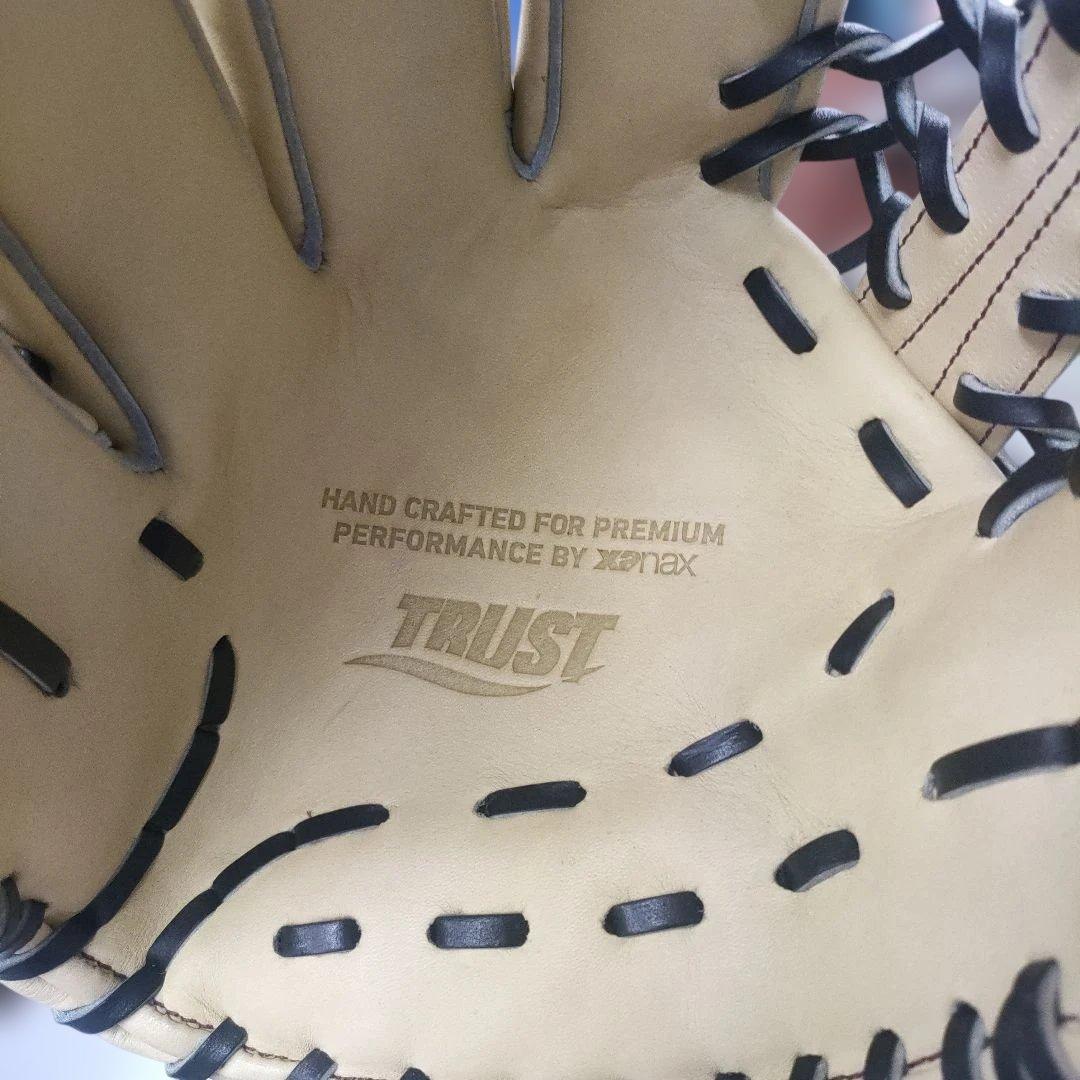 HAND CRAFTED FOR PREMIUM
PERFORMANCE BY xanax
TRUST